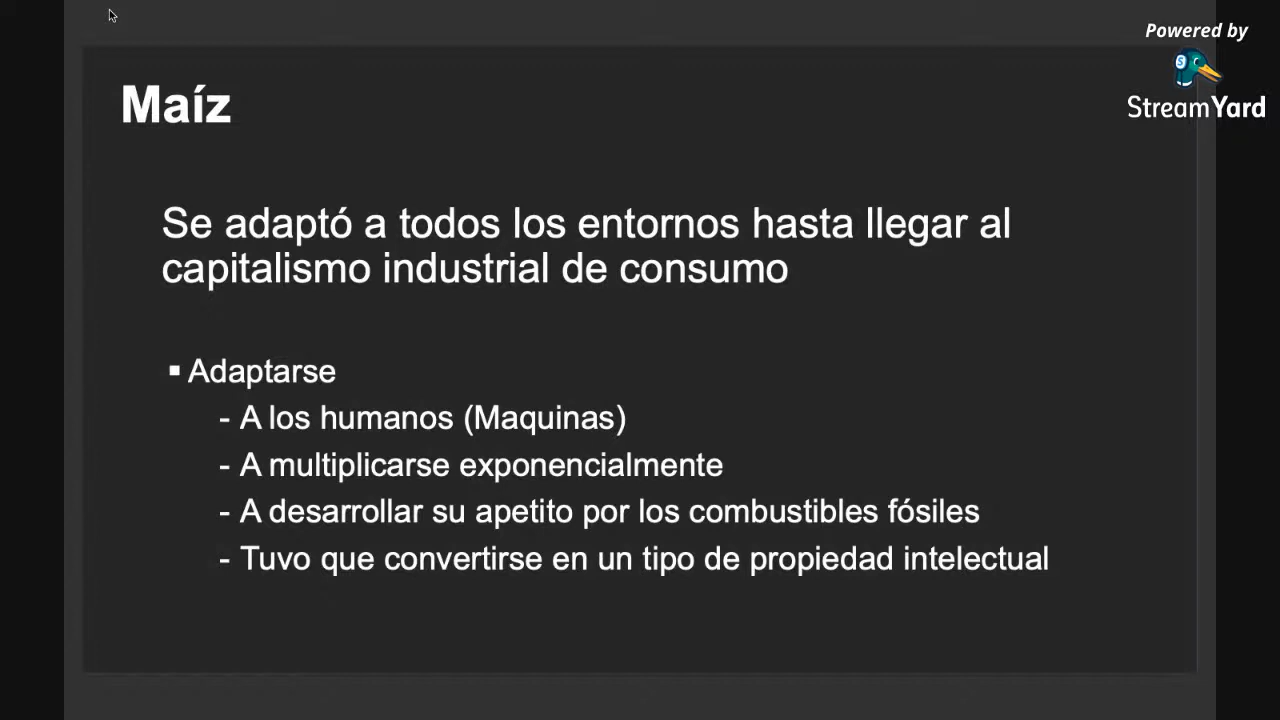 Powered by
StreamYard
Maíz
Se adaptó a todos los entornos hasta llegar al
capitalismo industrial de consumo
▪ Adaptarse
- A los humanos (Maquinas)
- A multiplicarse exponencialmente
- A desarrollar su apetito por los combustibles fósiles
- Tuvo que convertirse en un tipo de propiedad intelectual